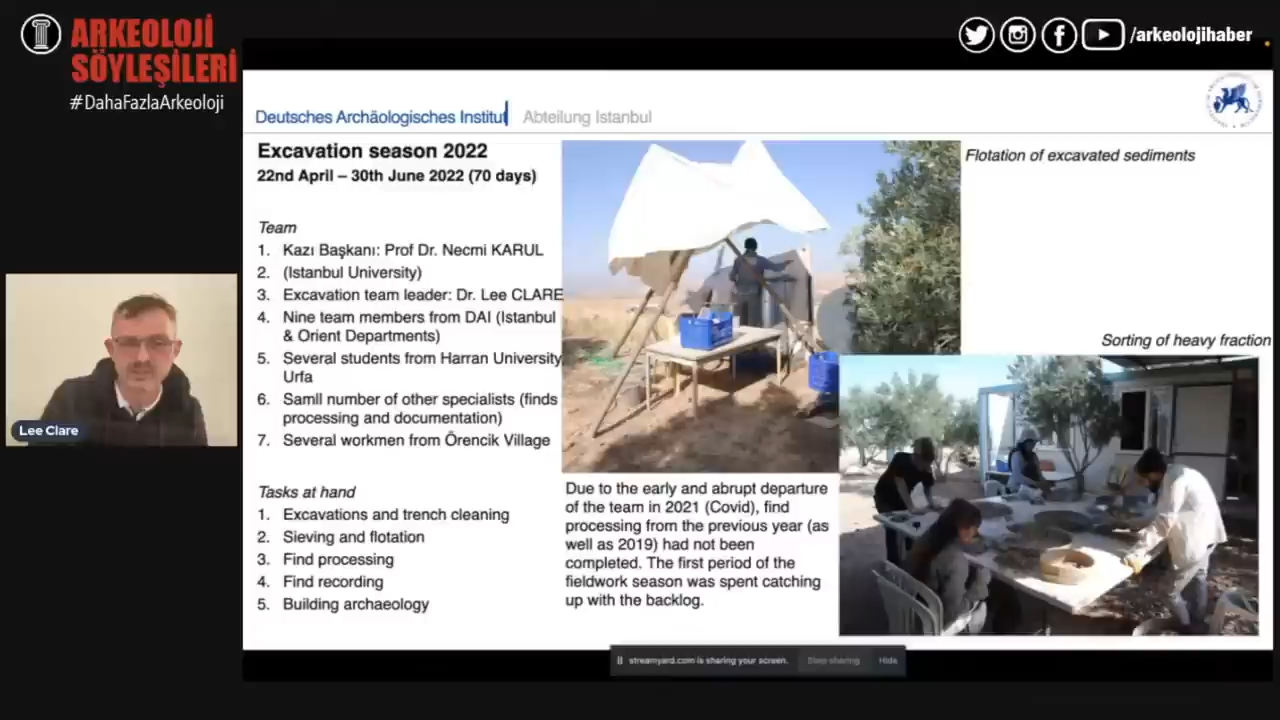 ARKEOLOJİ
SÖYLEŞİLERİ
#DahaFazlaArkeoloji
/arkeolojihaber
Deutsches Archäologisches Institut Abteilung Istanbul
Excavation season 2022
22nd April – 30th June 2022 (70 days)
Team
1. Kazı Başkanı: Prof Dr. Necmi KARUL
2. (Istanbul University)
3. Excavation team leader: Dr. Lee CLARE
4. Nine team members from DAI (Istanbul
& Orient Departments)
5. Several students from Harran University
Urfa
6. Samll number of other specialists (finds
processing and documentation)
7. Several workmen from Örencik Village
Tasks at hand
1. Excavations and trench cleaning
2. Sieving and flotation
3. Find processing
4. Find recording
5. Building archaeology
Flotation of excavated sediments
Sorting of heavy fraction
Due to the early and abrupt departure
of the team in 2021 (Covid), find
processing from the previous year (as
well as 2019) had not been
completed. The first period of the
fieldwork season was spent catching
up with the backlog.
Lee Clare
streamyard.com is sharing your screen. Stop sharing Hide